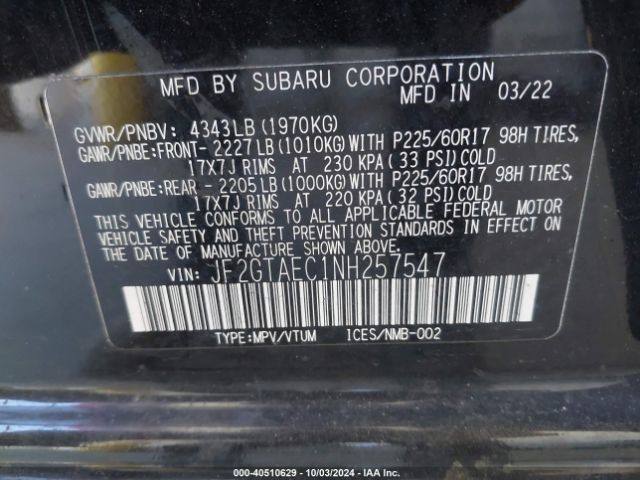 MFD BY SUBARU CORPORATION
MFD IN 03/22
GVWR/PNBV: 4343LB(1970KG)
GAWR/PNBE:FRONT- 2227LB(1010KG)WITH P225/60R17 98H TIRES,
17X7J RIMS AT 230 KPA(33 PSI)COLD
GAWR/PNBE:REAR - 2205LB(1000KG)WITH P225/60R17 98H TIRES,
17X7J RIMS AT 220 KPA(32 PSI)COLD
THIS VEHICLE CONFORMS TO ALL APPLICABLE FEDERAL MOTOR
VEHICLE SAFETY AND THEFT PREVENTION STANDARDS IN EFFECT
ON THE DATE OF MANUFACTURE SHOWN ABOVE.
VIN: JF2GTAEC1NH257547
TYPE:MPV/VTUM ICES/NMB-002
000-40510629 - 10/03/2024 - IAA Inc.